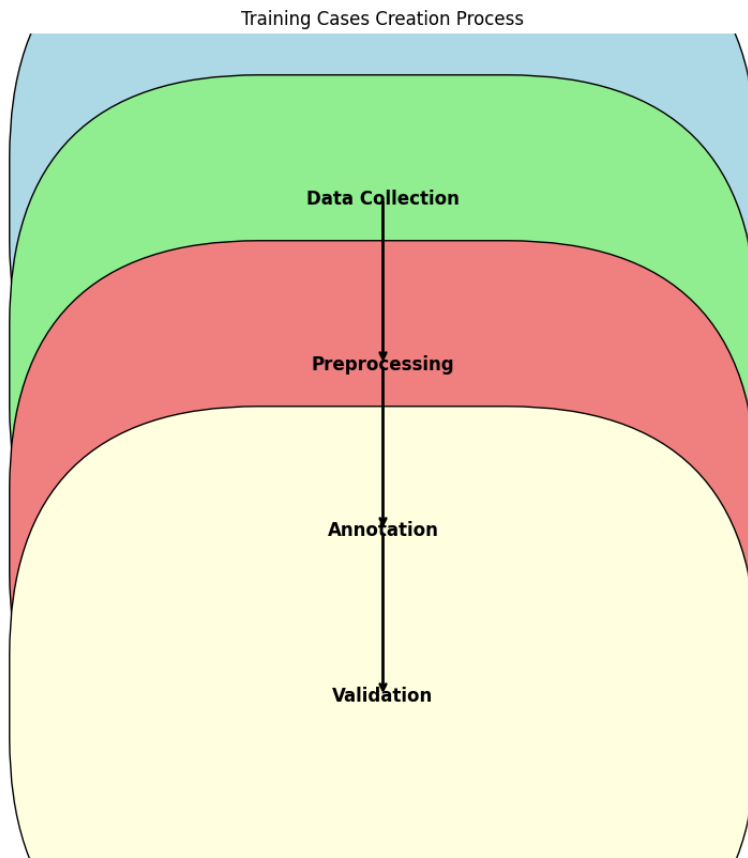 Training Cases Creation Process
Data Collection
Preprocessing
Annotation
Validation